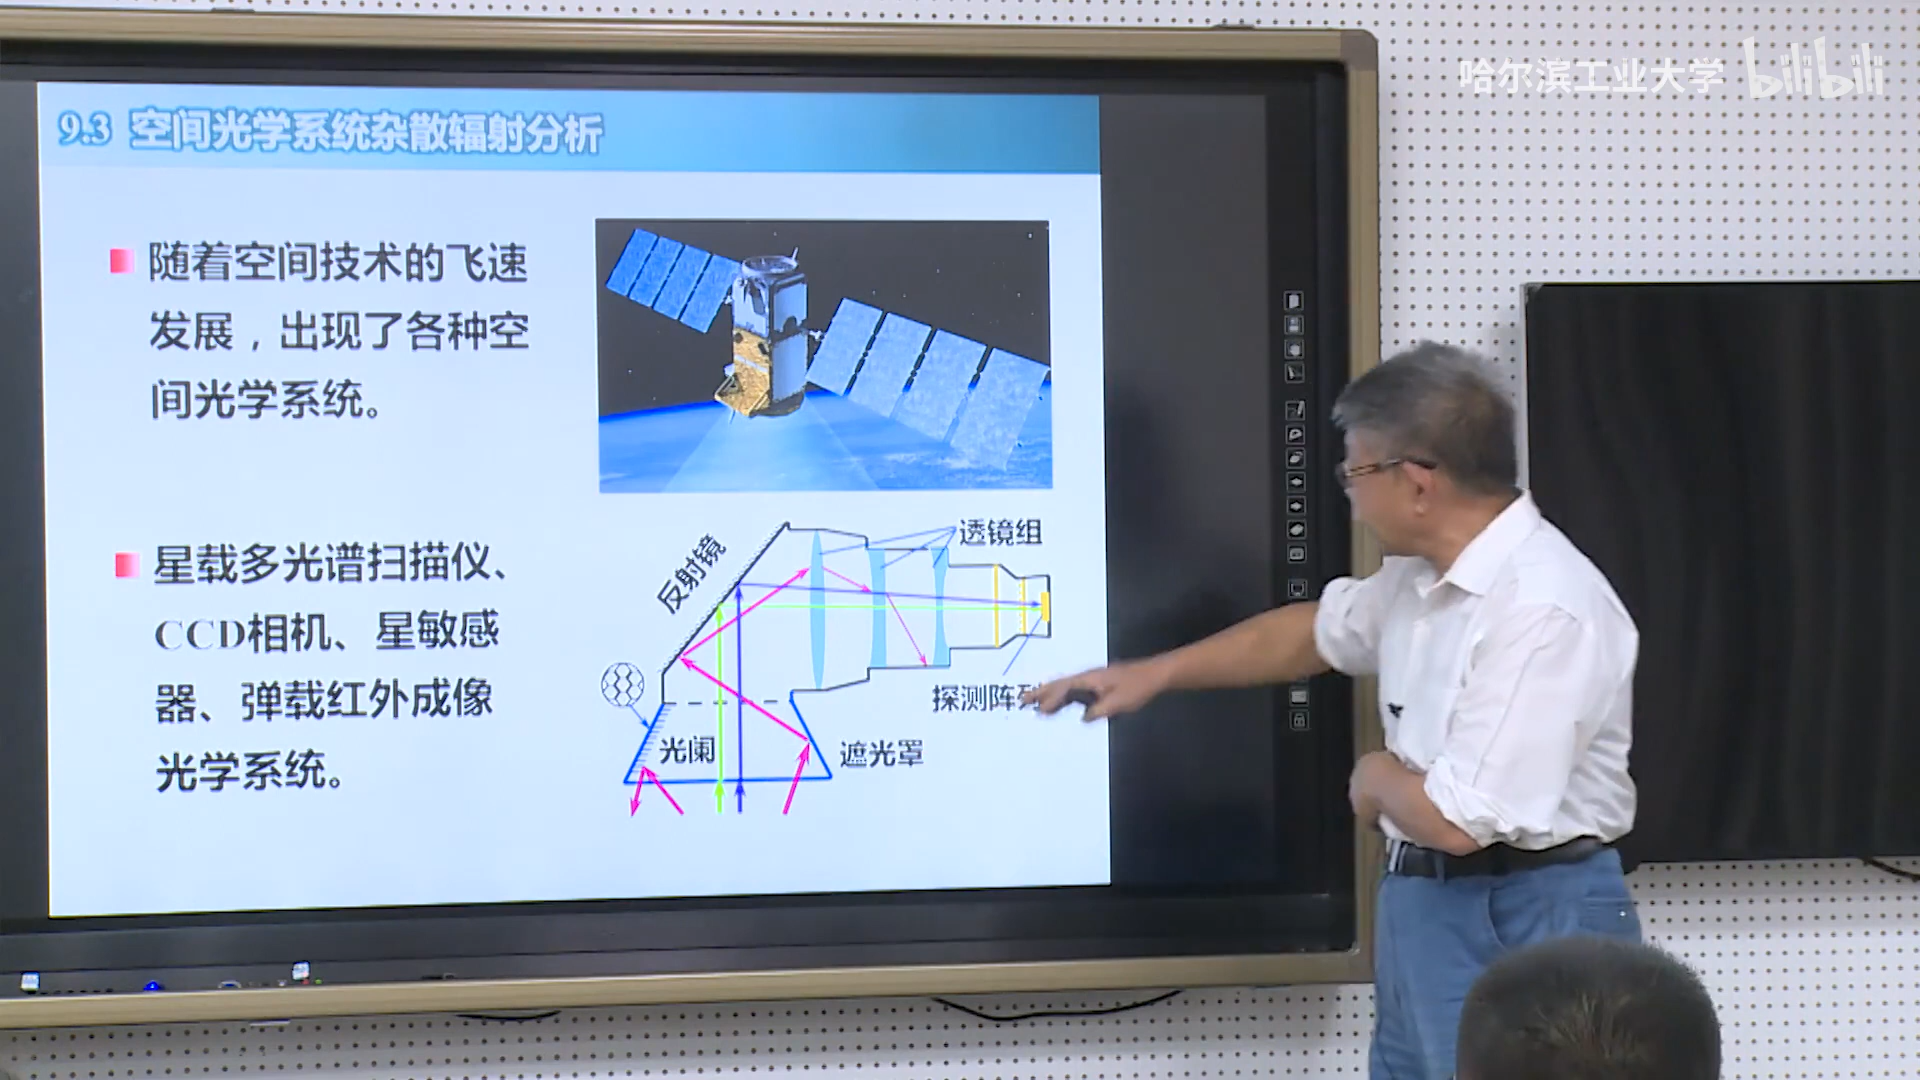 哈尔滨工业大学 bilibili
9.3 空间光学系统杂散辐射分析
随着空间技术的飞速
发展，出现了各种空
间光学系统。
星载多光谱扫描仪、
CCD相机、星敏感
器、弹载红外成像
光学系统。
反射镜
透镜组
探测阵列
光阑
遮光罩